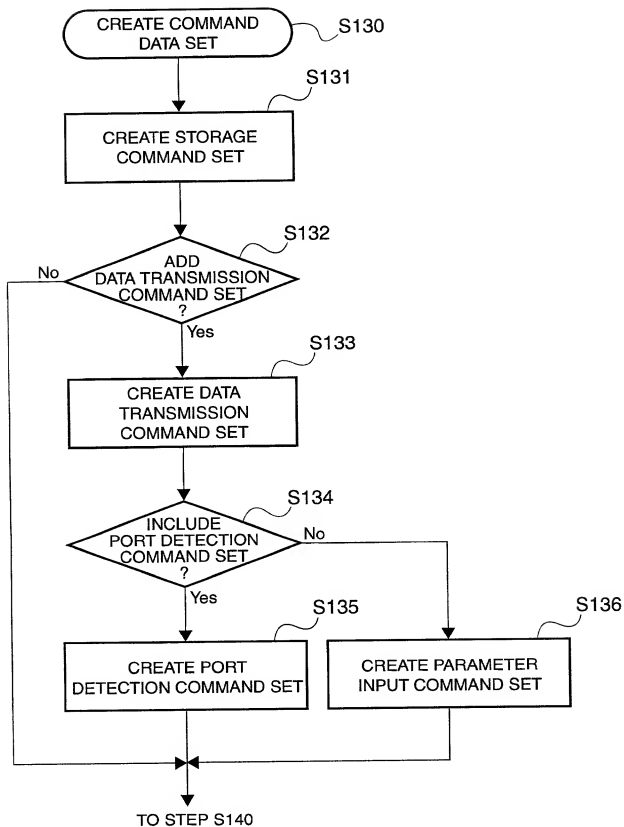 CREATE COMMAND
DATA SET
S130
S131
CREATE STORAGE
COMMAND SET
S132
ADD
DATA TRANSMISSION
COMMAND SET
?
No
Yes
S133
CREATE DATA
TRANSMISSION
COMMAND SET
S134
INCLUDE
PORT DETECTION
COMMAND SET
?
No
Yes
S135
CREATE PORT
DETECTION COMMAND SET
S136
CREATE PARAMETER
INPUT COMMAND SET
TO STEP S140